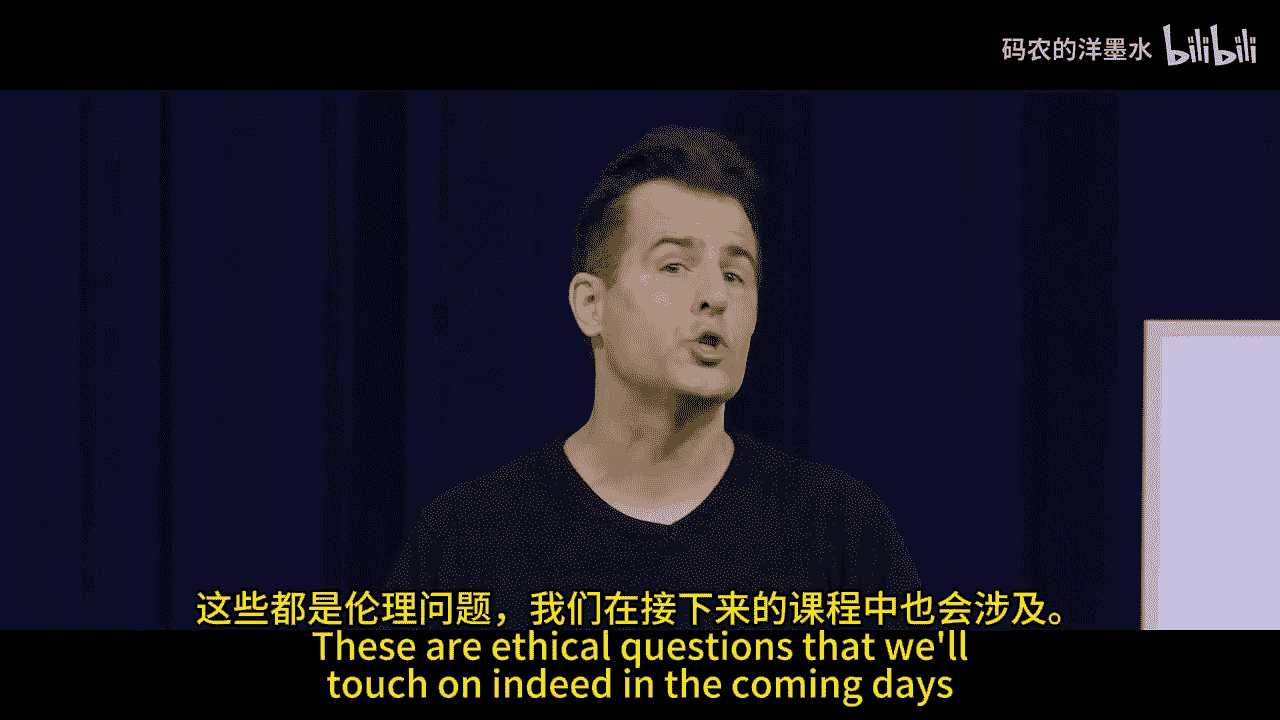 码农的洋墨水 bilibili
这些都是伦理问题，我们在接下来的课程中也会涉及。
These are ethical questions that we'll
touch on indeed in the coming days